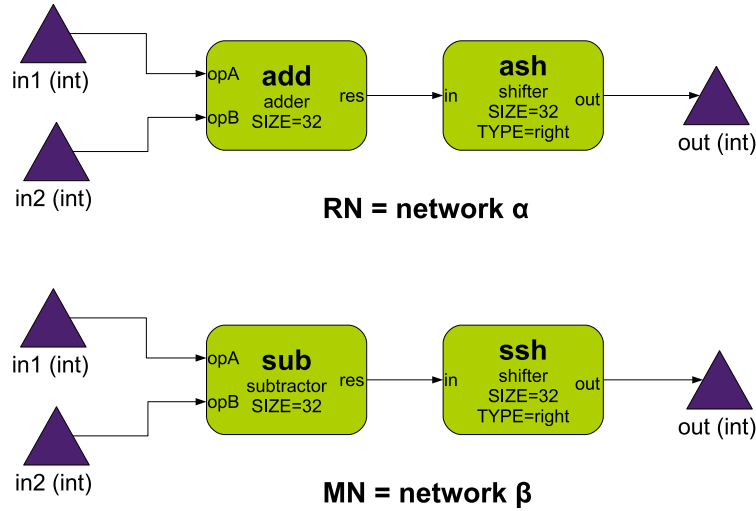 in1 (int)
in2 (int)
opA
opB
add
adder
SIZE=32
res
in
ash
shifter
SIZE=32
TYPE=right
out
out (int)
RN = network α
in1 (int)
in2 (int)
opA
opB
sub
subtractor
SIZE=32
res
in
ssh
shifter
SIZE=32
TYPE=right
out
out (int)
MN = network β